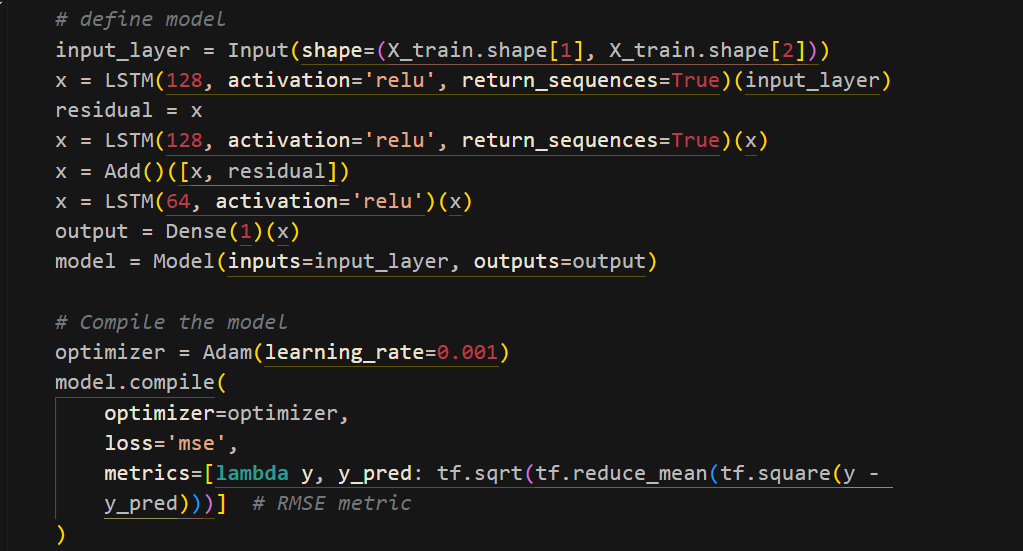 # define model
input_layer = Input(shape=(X_train.shape[1], X_train.shape[2]))
x = LSTM(128, activation='relu', return_sequences=True)(input_layer)
residual = x
x = LSTM(128, activation='relu', return_sequences=True)(x)
x = Add()([x, residual])
x = LSTM(64, activation='relu')(x)
output = Dense(1)(x)
model = Model(inputs=input_layer, outputs=output)
# Compile the model
optimizer = Adam(learning_rate=0.001)
model.compile(
optimizer=optimizer,
loss='mse',
metrics=[lambda y, y_pred: tf.sqrt(tf.reduce_mean(tf.square(y -
y_pred)))]  # RMSE metric
)